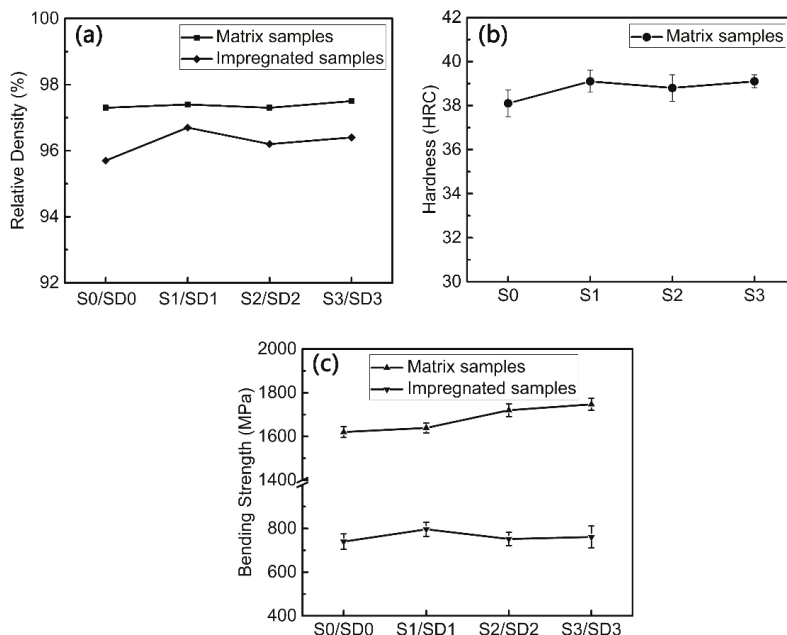 (a)
Matrix samples
Impregnated samples
Relative Density (%)
100
98
96
94
92
S0/SD0 S1/SD1 S2/SD2 S3/SD3
(b)
Matrix samples
Hardness (HRC)
42
40
38
36
34
32
30
S0 S1 S2 S3
(c)
Matrix samples
Impregnated samples
Bending Strength (MPa)
2000
1800
1600
1400
800
600
400
S0/SD0 S1/SD1 S2/SD2 S3/SD3